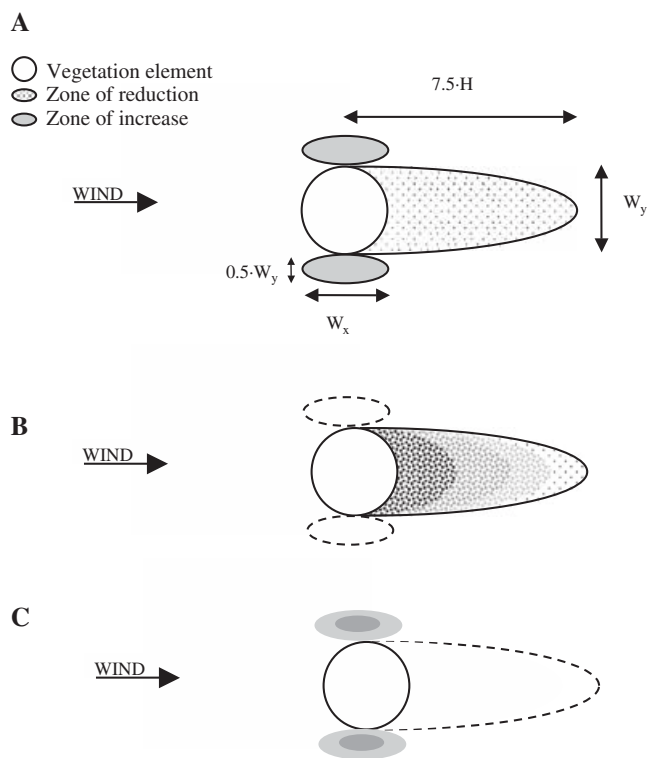 A
Vegetation element
Zone of reduction
Zone of increase
7.5·H
WIND
W_y
0.5·W_y
W_x
B
WIND
C
WIND